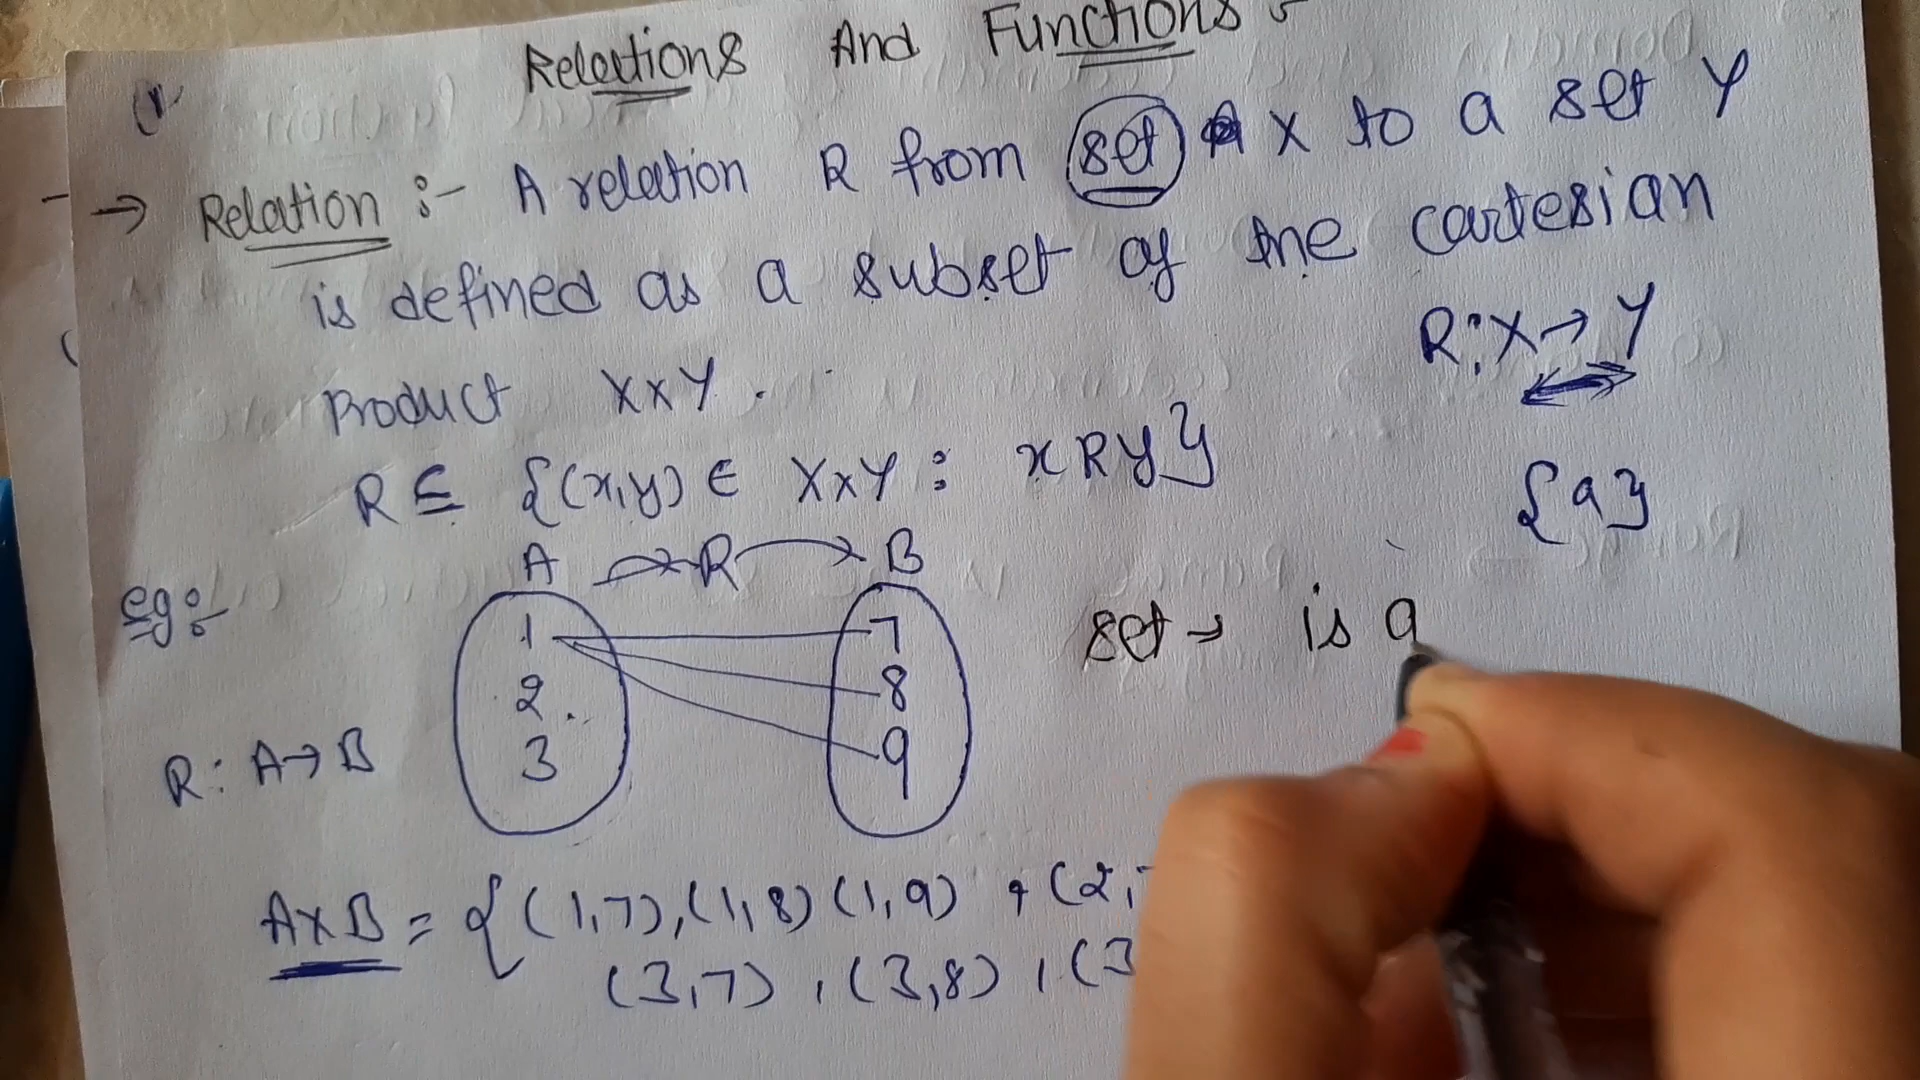 (1)
Relations And Functions :-
→ Relation :- A relation R from set X to a set Y
is defined as a subset of the cartesian
Product X×Y.
R:X→Y
R ⊆ {(x,y) ∈ X×Y : xRy}
{a}
eg:-
A → R → B
1 7
2 8
3 9
set → is a
R: A→B
A×B = {(1,7),(1,8)(1,9) , (2,
(3,7) , (3,8) , (3